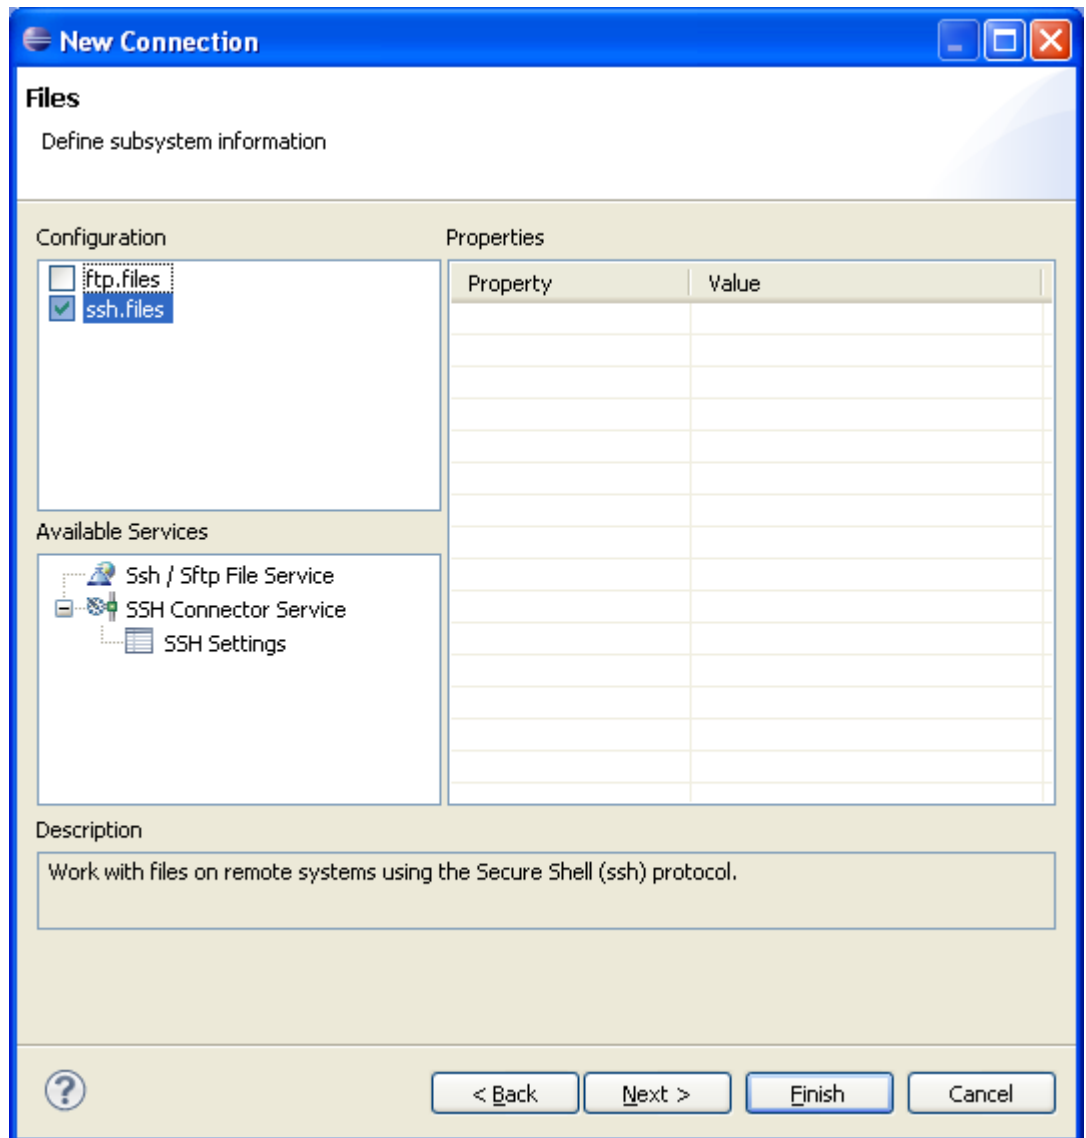 New Connection
Files
Define subsystem information
Configuration
Properties
ftp.files
ssh.files
Property Value
Available Services
Ssh / Sftp File Service
SSH Connector Service
SSH Settings
Description
Work with files on remote systems using the Secure Shell (ssh) protocol.
? < Back Next > Finish Cancel